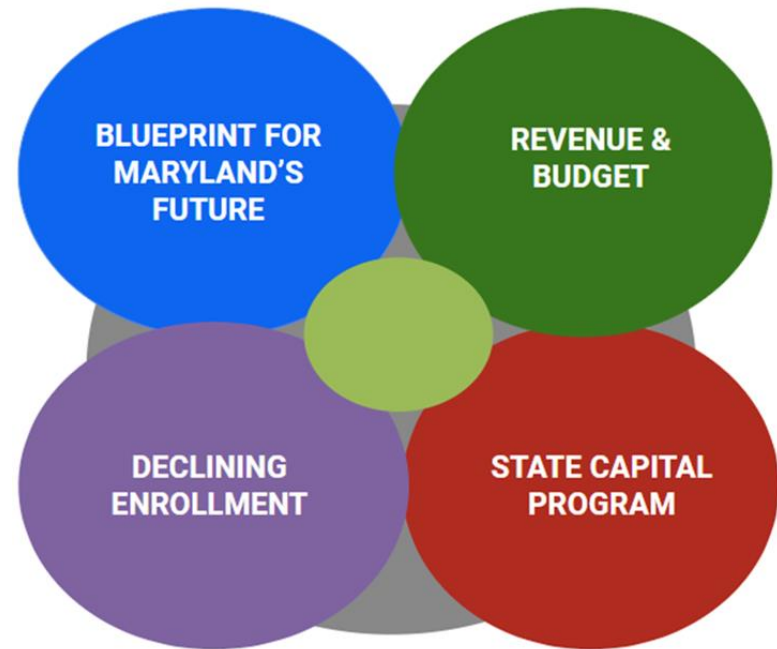 BLUEPRINT FOR
MARYLAND’S
FUTURE
REVENUE &
BUDGET
DECLINING
ENROLLMENT
STATE CAPITAL
PROGRAM